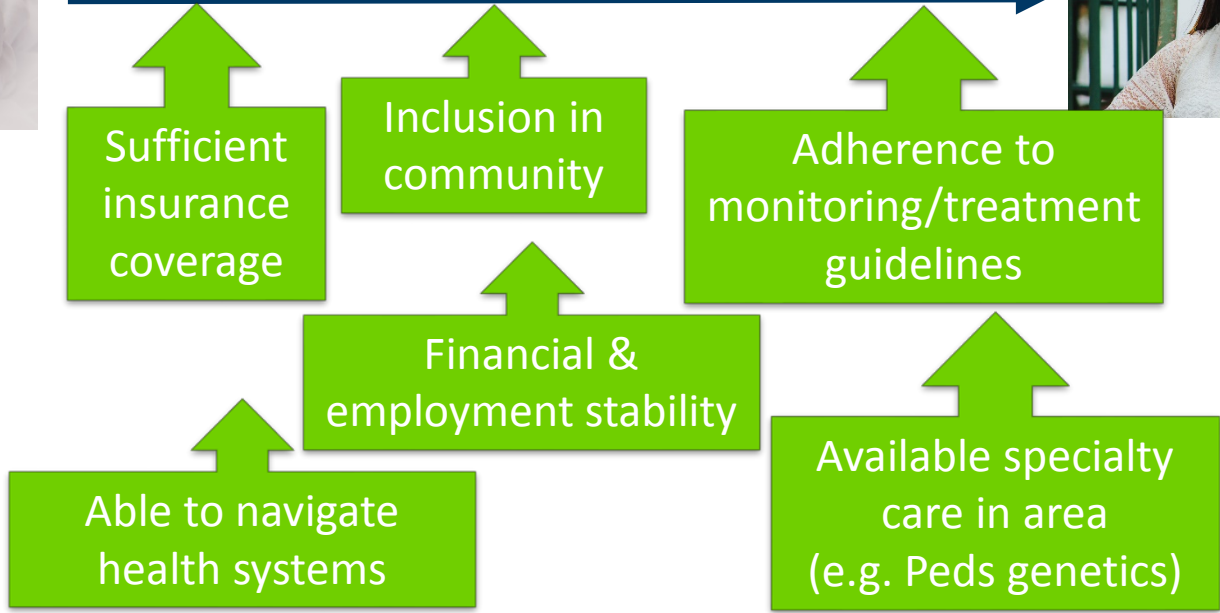 Sufficient
insurance
coverage
Inclusion in
community
Adherence to
monitoring/treatment
guidelines
Financial &
employment stability
Able to navigate
health systems
Available specialty
care in area
(e.g. Peds genetics)